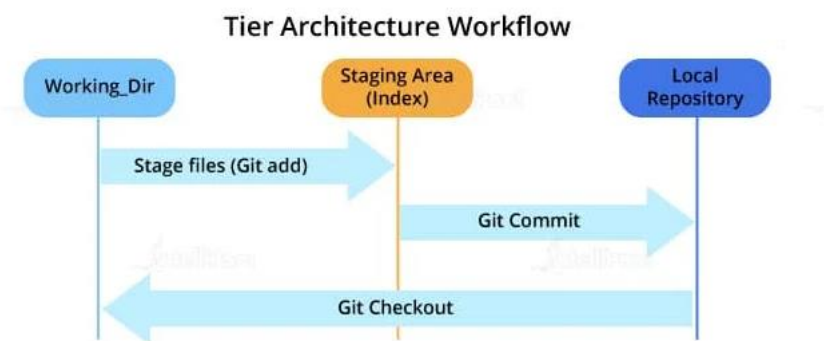 Tier Architecture Workflow
Working_Dir
Staging Area
(Index)
Local
Repository
Stage files (Git add)
Git Commit
Git Checkout